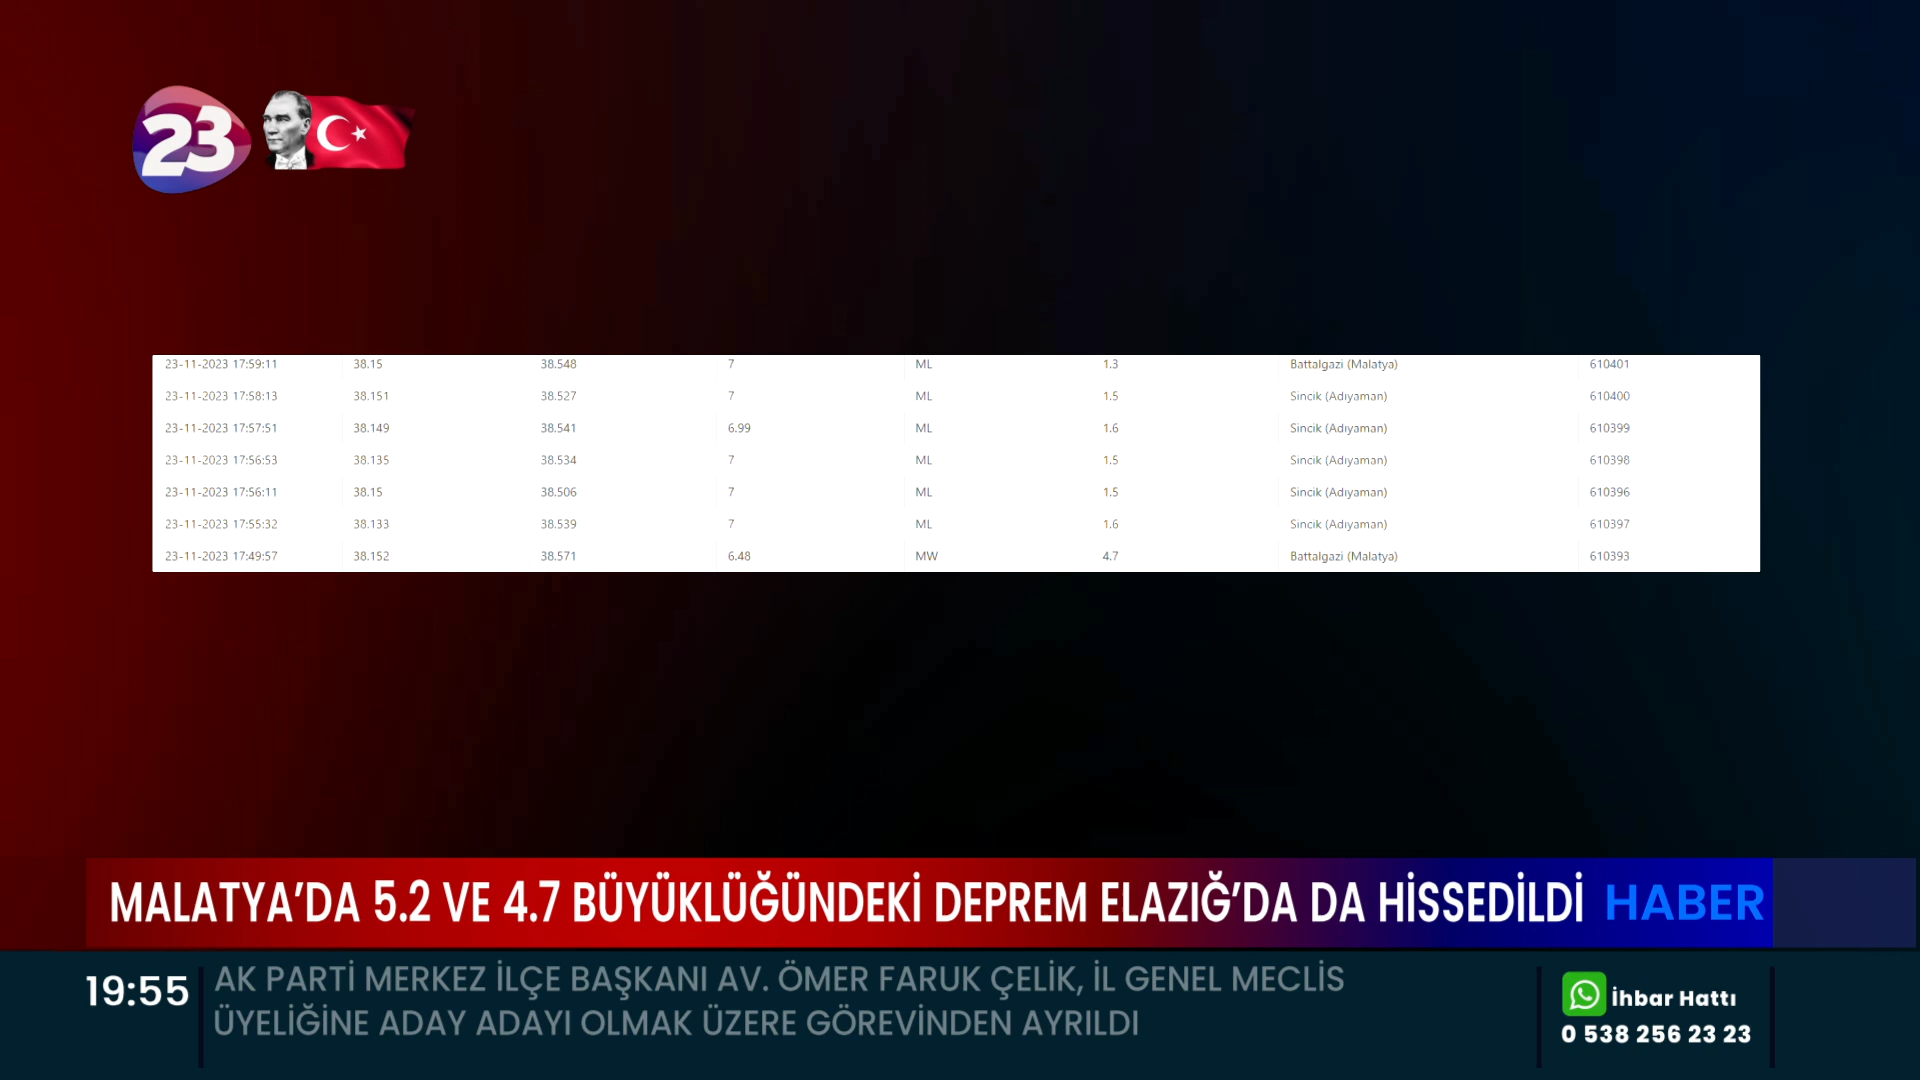 23
23-11-2023 17:59:11 38.15 38.548 7 ML 1.3 Battalgazi (Malatya) 610401
23-11-2023 17:58:13 38.151 38.527 7 ML 1.5 Sincik (Adıyaman) 610400
23-11-2023 17:57:51 38.149 38.541 6.99 ML 1.6 Sincik (Adıyaman) 610399
23-11-2023 17:56:53 38.135 38.534 7 ML 1.5 Sincik (Adıyaman) 610398
23-11-2023 17:56:11 38.15 38.506 7 ML 1.5 Sincik (Adıyaman) 610396
23-11-2023 17:55:32 38.133 38.539 7 ML 1.6 Sincik (Adıyaman) 610397
23-11-2023 17:49:57 38.152 38.571 6.48 MW 4.7 Battalgazi (Malatya) 610393
MALATYA’DA 5.2 VE 4.7 BÜYÜKLÜĞÜNDEKİ DEPREM ELAZIĞ’DA DA HİSSEDİLDİ HABER
19:55
AK PARTİ MERKEZ İLÇE BAŞKANI AV. ÖMER FARUK ÇELİK, İL GENEL MECLİS
ÜYELİĞİNE ADAY ADAYI OLMAK ÜZERE GÖREVİNDEN AYRILDI
İhbar Hattı
0 538 256 23 23